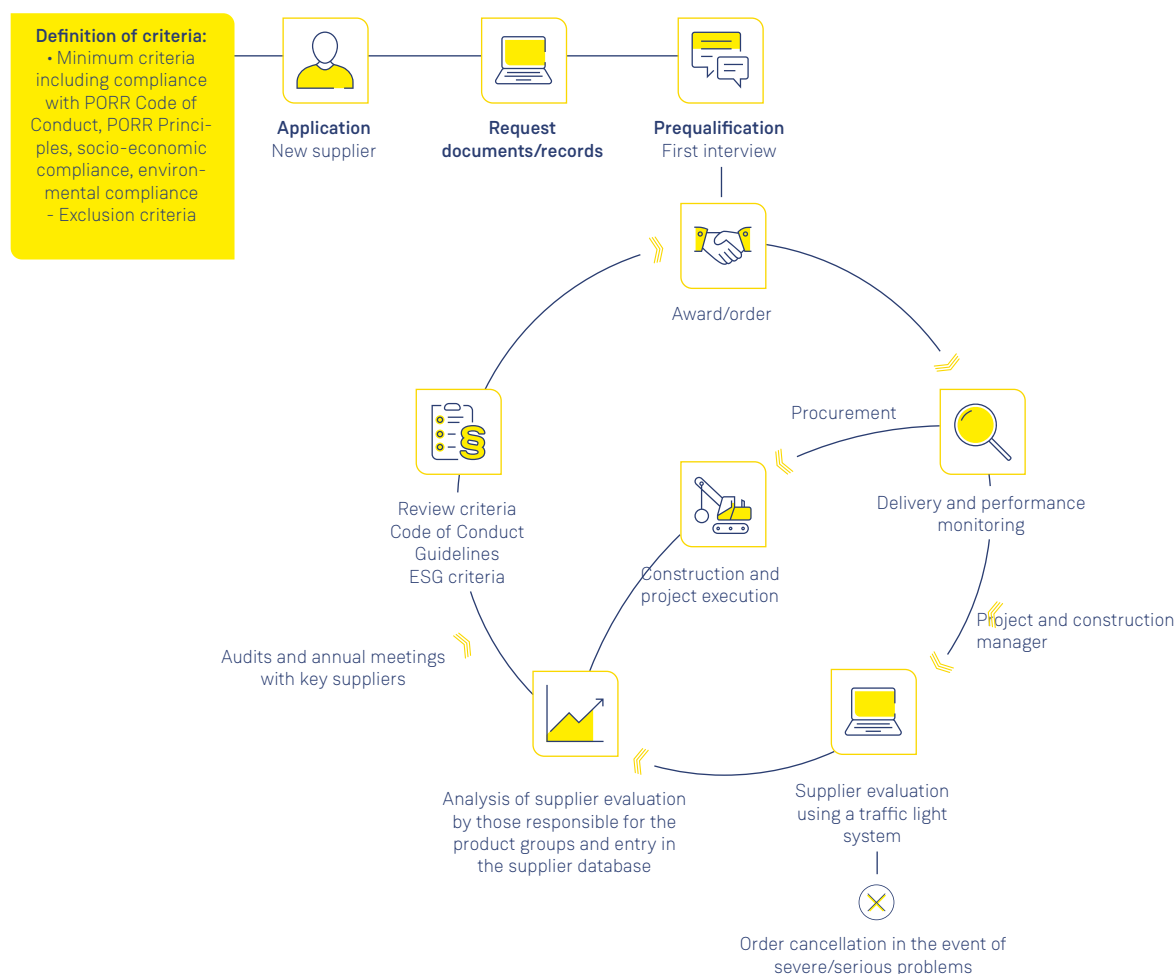 Definition of criteria:
• Minimum criteria
including compliance
with PORR Code of
Conduct, PORR Princi-
ples, socio-economic
compliance, environ-
mental compliance
- Exclusion criteria
Application
New supplier
Request
documents/records
Prequalification
First interview
Award/order
Procurement
Delivery and performance
monitoring
Review criteria
Code of Conduct
Guidelines
ESG criteria
§
Construction and
project execution
Project and construction
manager
Audits and annual meetings
with key suppliers
Analysis of supplier evaluation
by those responsible for the
product groups and entry in
the supplier database
Supplier evaluation
using a traffic light
system
Order cancellation in the event of
severe/serious problems